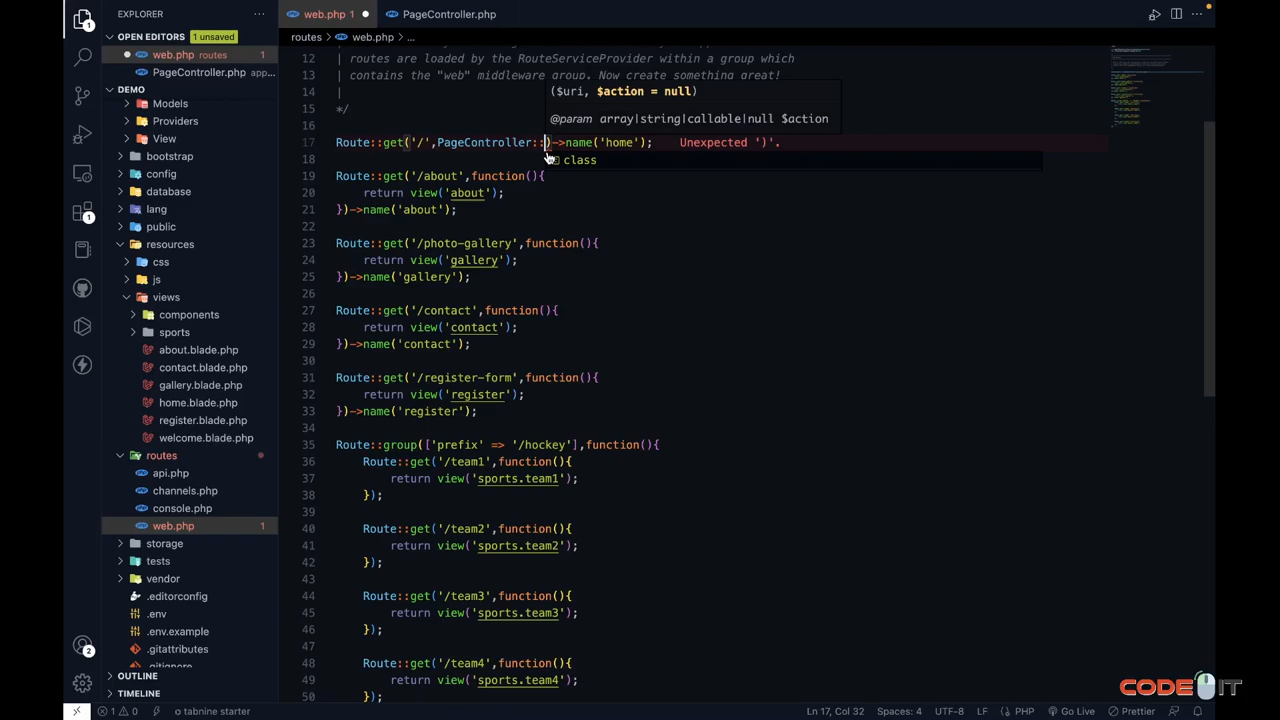 EXPLORER
web.php 1
PageController.php
OPEN EDITORS 1 unsaved
routes web.php ...
web.php routes 1
PageController.php app...
DEMO
Models
Providers
View
bootstrap
config
database
lang
public
resources
css
js
views
components
sports
about.blade.php
contact.blade.php
gallery.blade.php
home.blade.php
register.blade.php
welcome.blade.php
routes
api.php
channels.php
console.php
web.php 1
storage
tests
vendor
.editorconfig
.env
.env.example
.gitattributes
.gitignore
OUTLINE
TIMELINE
12 | routes are loaded by the RouteServiceProvider within a group which
13 | contains the "web" middleware group. Now create something great!
14 |
15 */
($uri, $action = null)
@param array|string|callable|null $action
16
17 Route::get('/',PageController::)->name('home'); Unexpected ')'.
class
18
19 Route::get('/about',function(){
20 return view('about');
21 })->name('about');
22
23 Route::get('/photo-gallery',function(){
24 return view('gallery');
25 })->name('gallery');
26
27 Route::get('/contact',function(){
28 return view('contact');
29 })->name('contact');
30
31 Route::get('/register-form',function(){
32 return view('register');
33 })->name('register');
34
35 Route::group(['prefix' => '/hockey'],function(){
36 Route::get('/team1',function(){
37 return view('sports.team1');
38 });
39
40 Route::get('/team2',function(){
41 return view('sports.team2');
42 });
43
44 Route::get('/team3',function(){
45 return view('sports.team3');
46 });
47
48 Route::get('/team4',function(){
49 return view('sports.team4');
50 });
1
1
2
CODE IT
1 0 tabnine starter Ln 17, Col 32 Spaces: 4 UTF-8 LF PHP Go Live Prettier